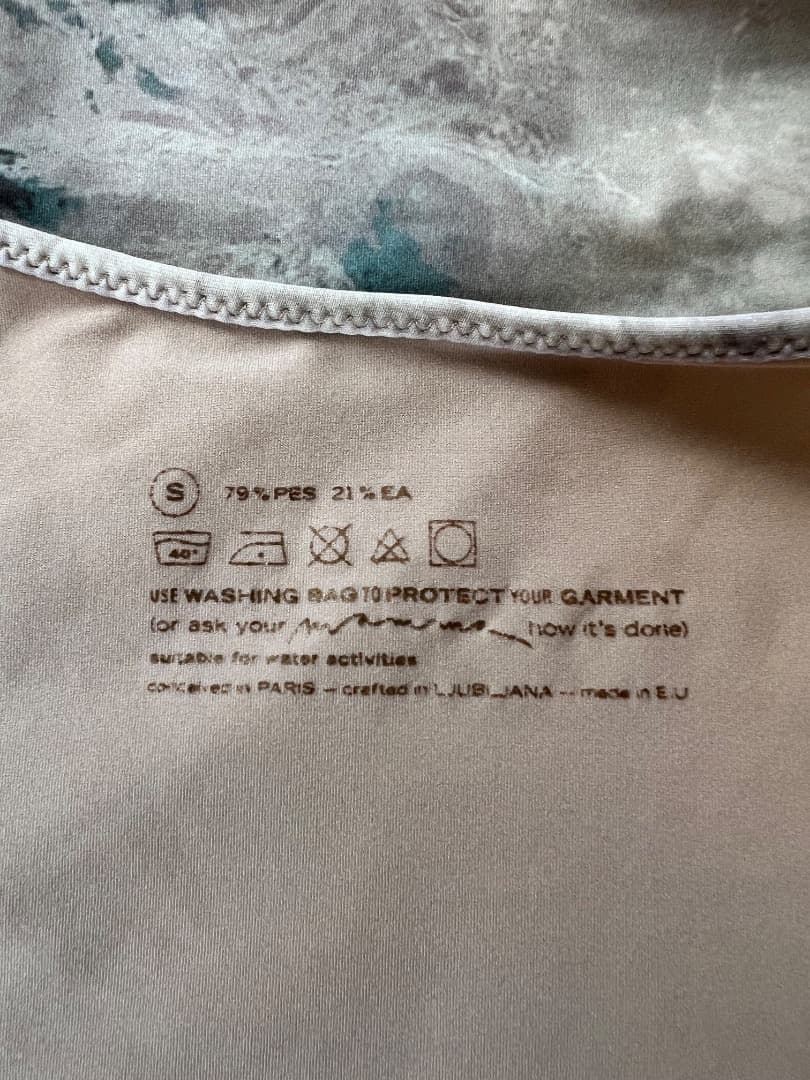 S 79% PES 21% EA
40°
USE WASHING BAG TO PROTECT YOUR GARMENT
(or ask your how it's done)
suitable for water activities
conceived in PARIS – crafted in LJUBLJANA – made in E.U